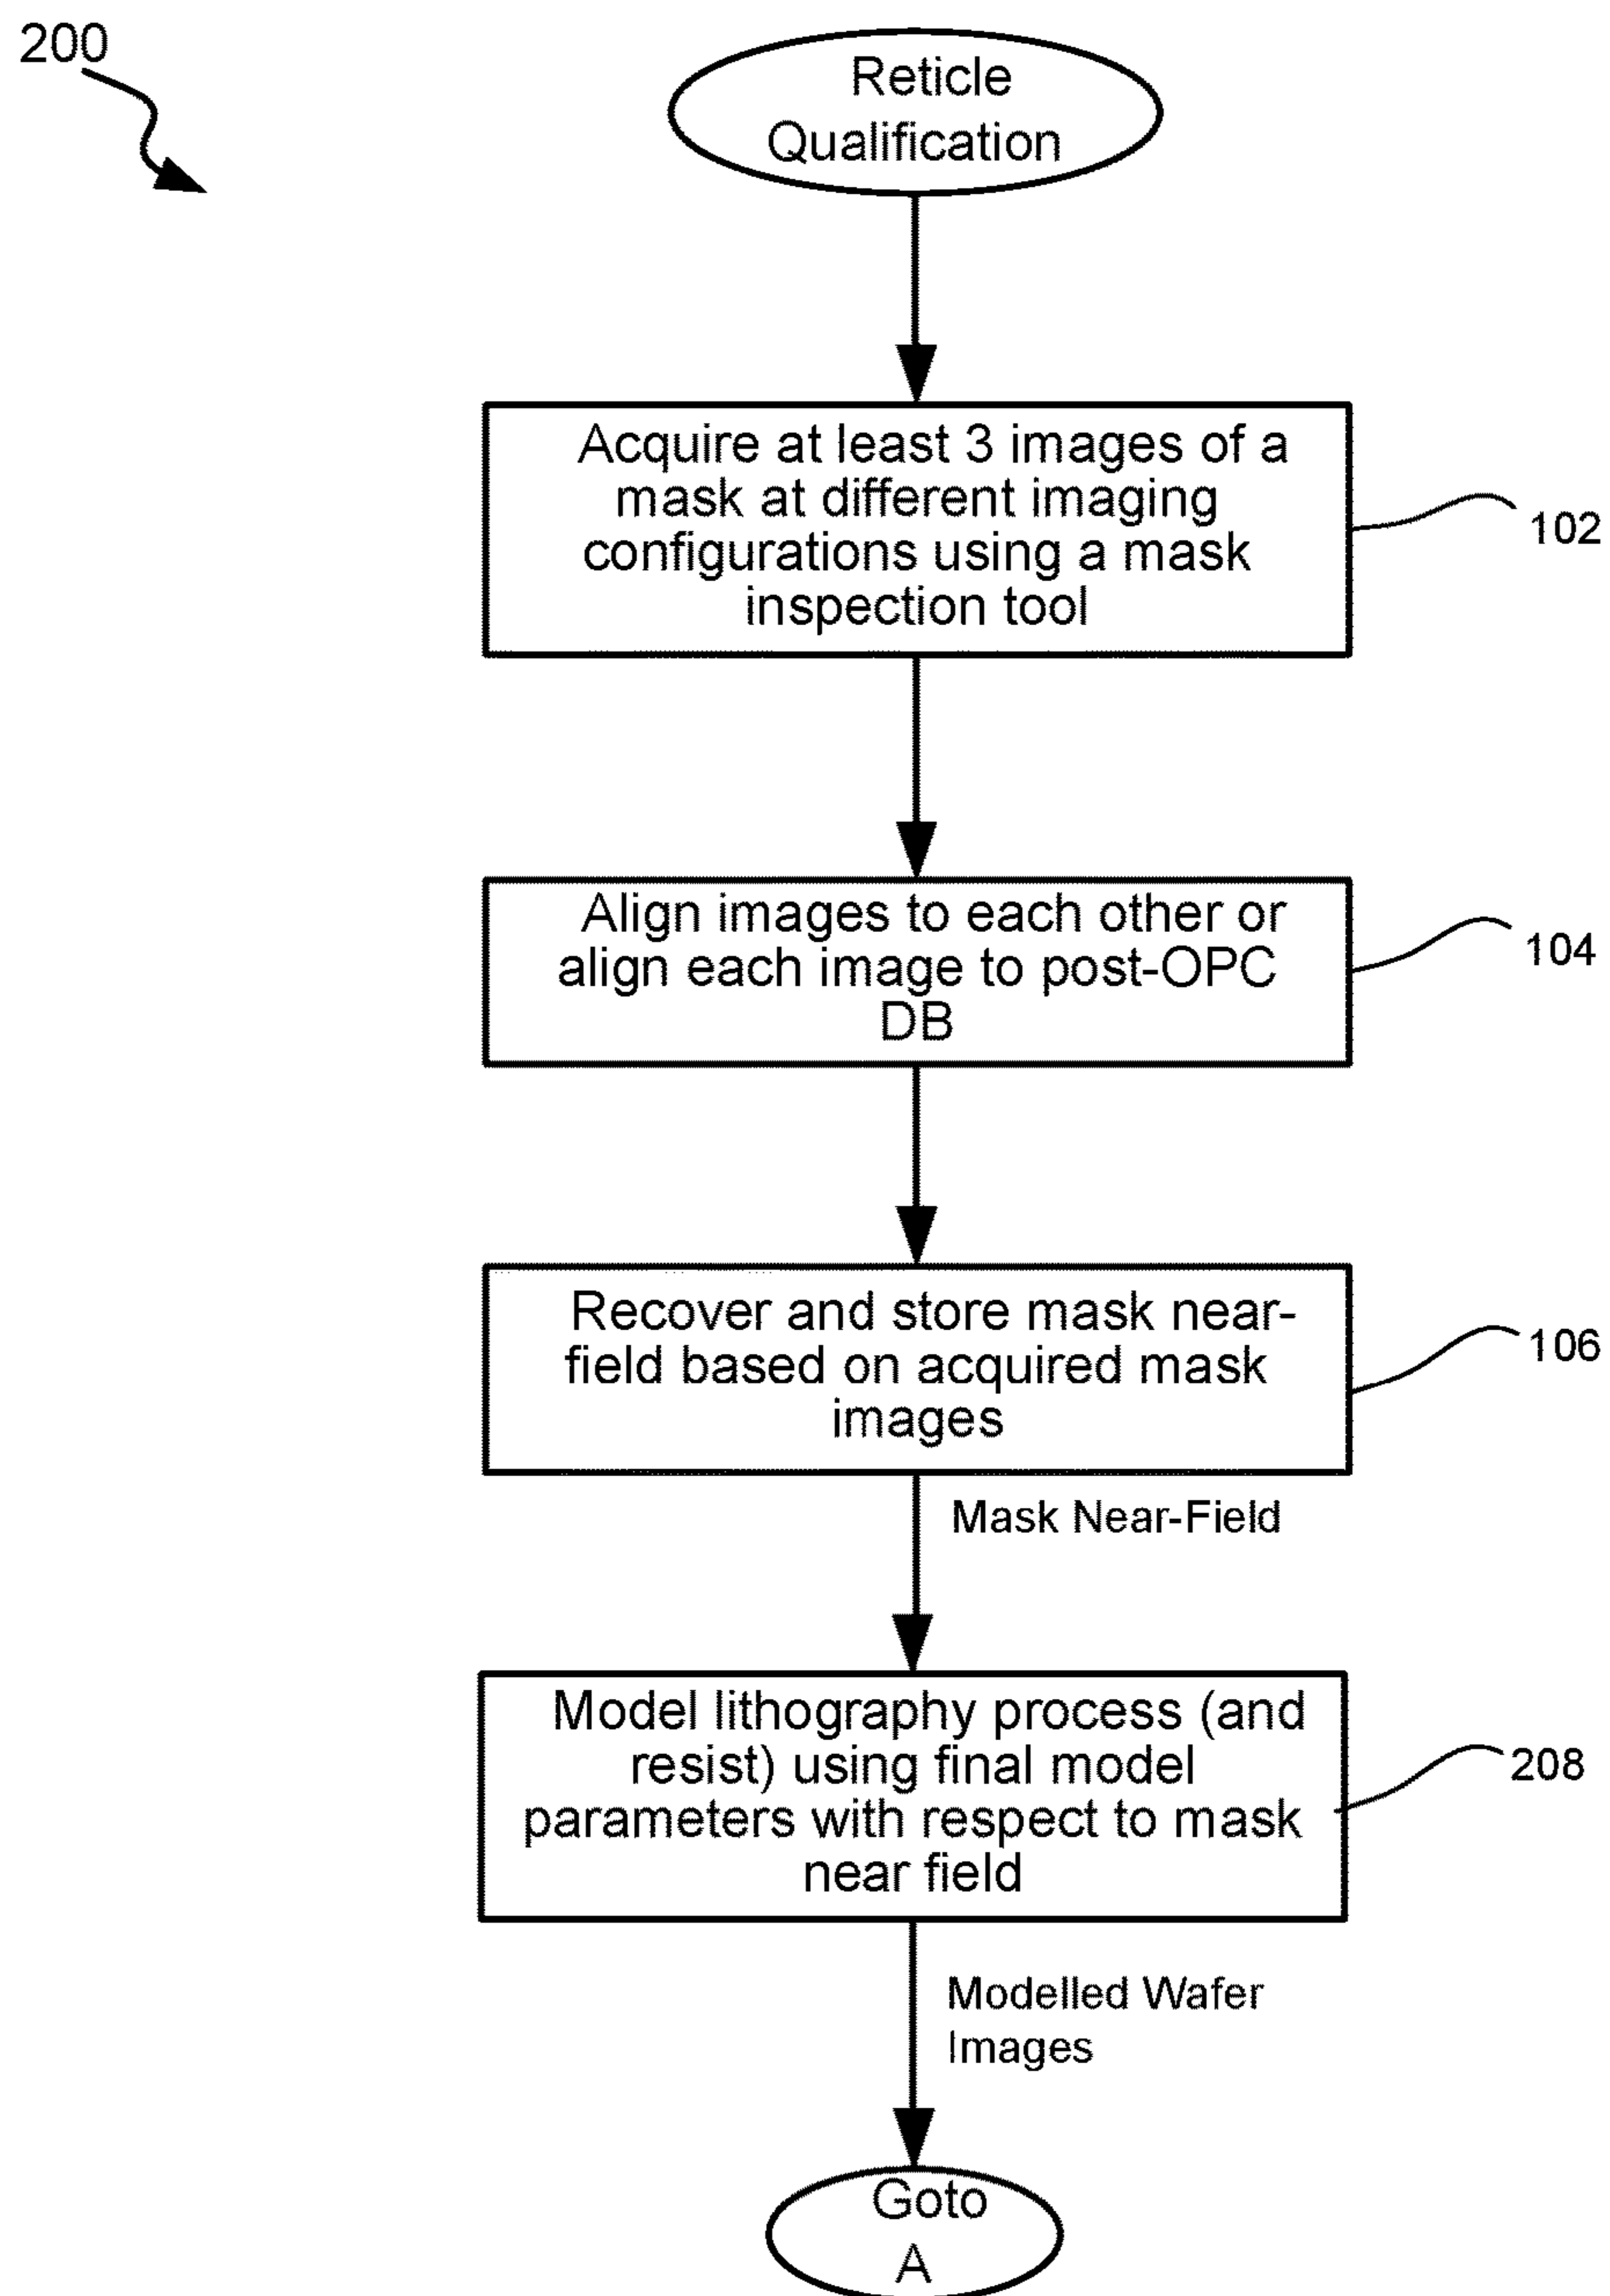 200
Reticle
Qualification
Acquire at least 3 images of a
mask at different imaging
configurations using a mask
inspection tool
102
Align images to each other or
align each image to post-OPC
DB
104
Recover and store mask near-
field based on acquired mask
images
106
Mask Near-Field
Model lithography process (and
resist) using final model
parameters with respect to mask
near field
208
Modelled Wafer
Images
Goto
A